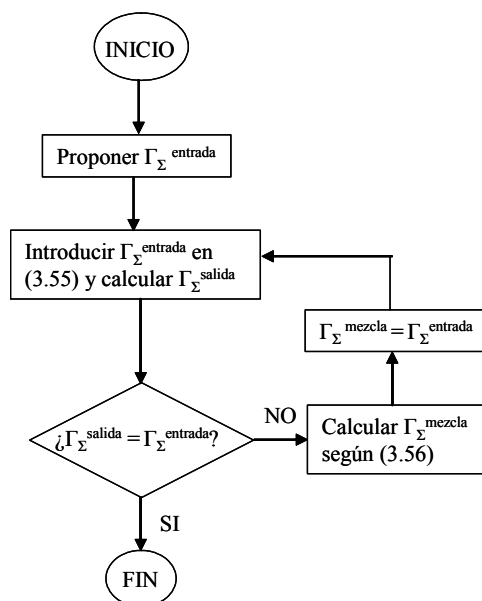 INICIO
Proponer Γ_Σ^entrada
Introducir Γ_Σ^entrada en
(3.55) y calcular Γ_Σ^salida
Γ_Σ^mezcla = Γ_Σ^entrada
¿Γ_Σ^salida = Γ_Σ^entrada?
NO
Calcular Γ_Σ^mezcla
según (3.56)
SI
FIN